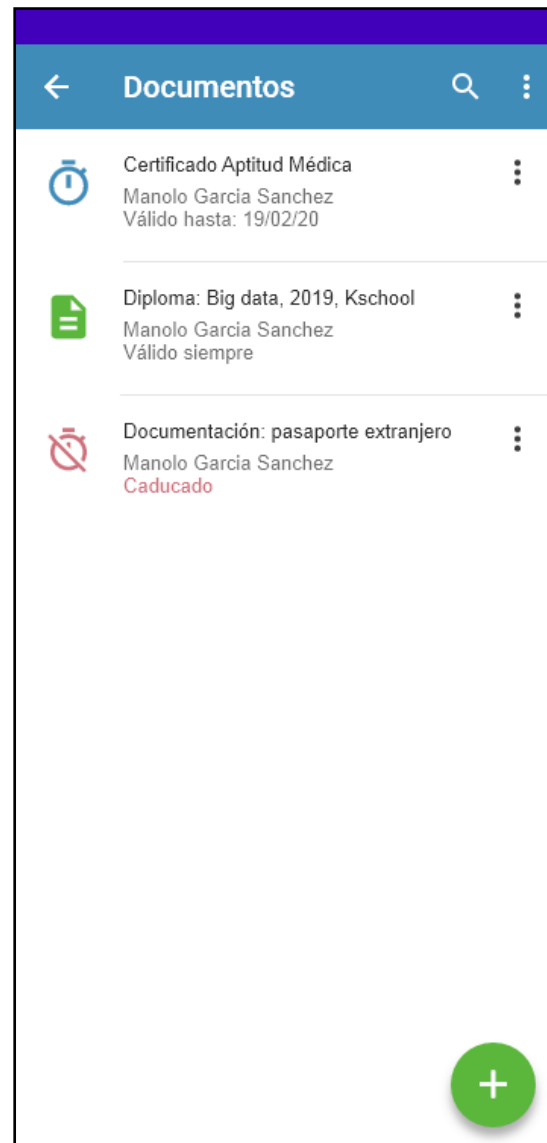 Documentos
Certificado Aptitud Médica
Manolo Garcia Sanchez
Válido hasta: 19/02/20
Diploma: Big data, 2019, Kschool
Manolo Garcia Sanchez
Válido siempre
Documentación: pasaporte extranjero
Manolo Garcia Sanchez
Caducado